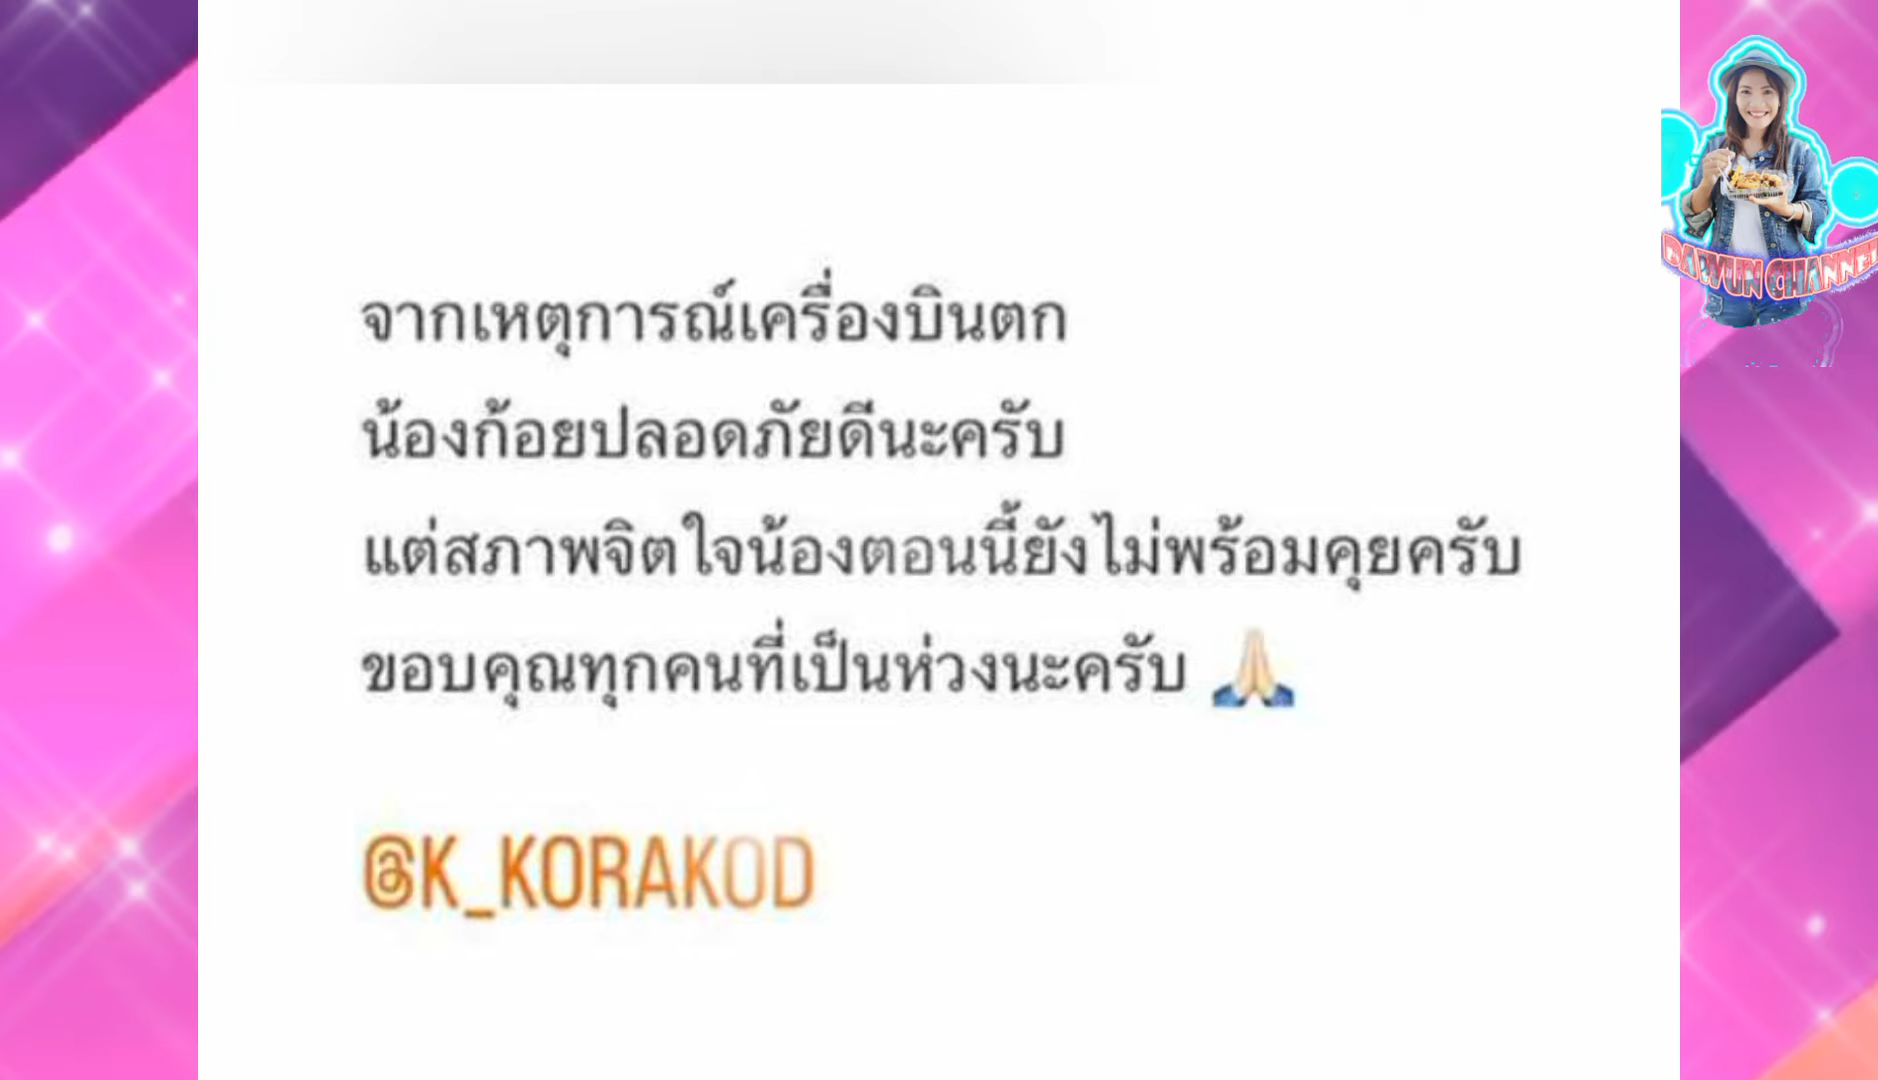 จากเหตุการณ์เครื่องบินตก
น้องก้อยปลอดภัยดีนะครับ
แต่สภาพจิตใจน้องตอนนี้ยังไม่พร้อมคุยครับ
ขอบคุณทุกคนที่เป็นห่วงนะครับ 🙏🏻
@K_KORAKOD
DARVUN CHANNEL